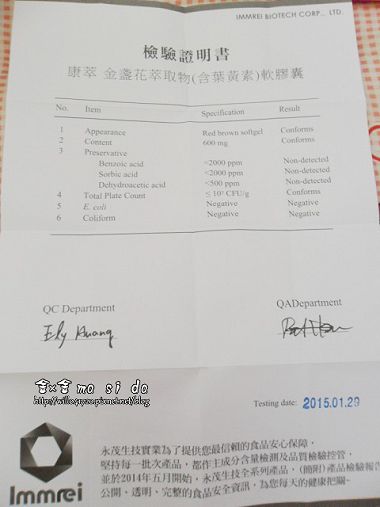 IMMREI BIOTECH CORP., LTD.
檢驗證明書
康萃 金盞花萃取物(含葉黃素)軟膠囊
No. Item Specification Result
1 Appearance Red brown softgel Conforms
2 Content 600 mg Conforms
3 Preservative
Benzoic acid <2000 ppm Non-detected
Sorbic acid <2000 ppm Non-detected
Dehydroacetic acid <500 ppm Non-detected
4 Total Plate Count ≤10³ CFU/g Conforms
5 E. coli Negative Negative
6 Coliform Negative Negative
QC Department QADepartment
Ely Huang
mo si do
Testing date: 2015.01.29
永茂生技實業為了提供您最信賴的食品安心保障，
堅持每一批次產品，都作主成分含量檢測及品質檢驗控管，
並於2014年五月開始，永茂生技全系列產品，(簡附)產品檢驗報告
公開、透明、完整的食品安全資訊，為您每天的健康把關。
Immrei